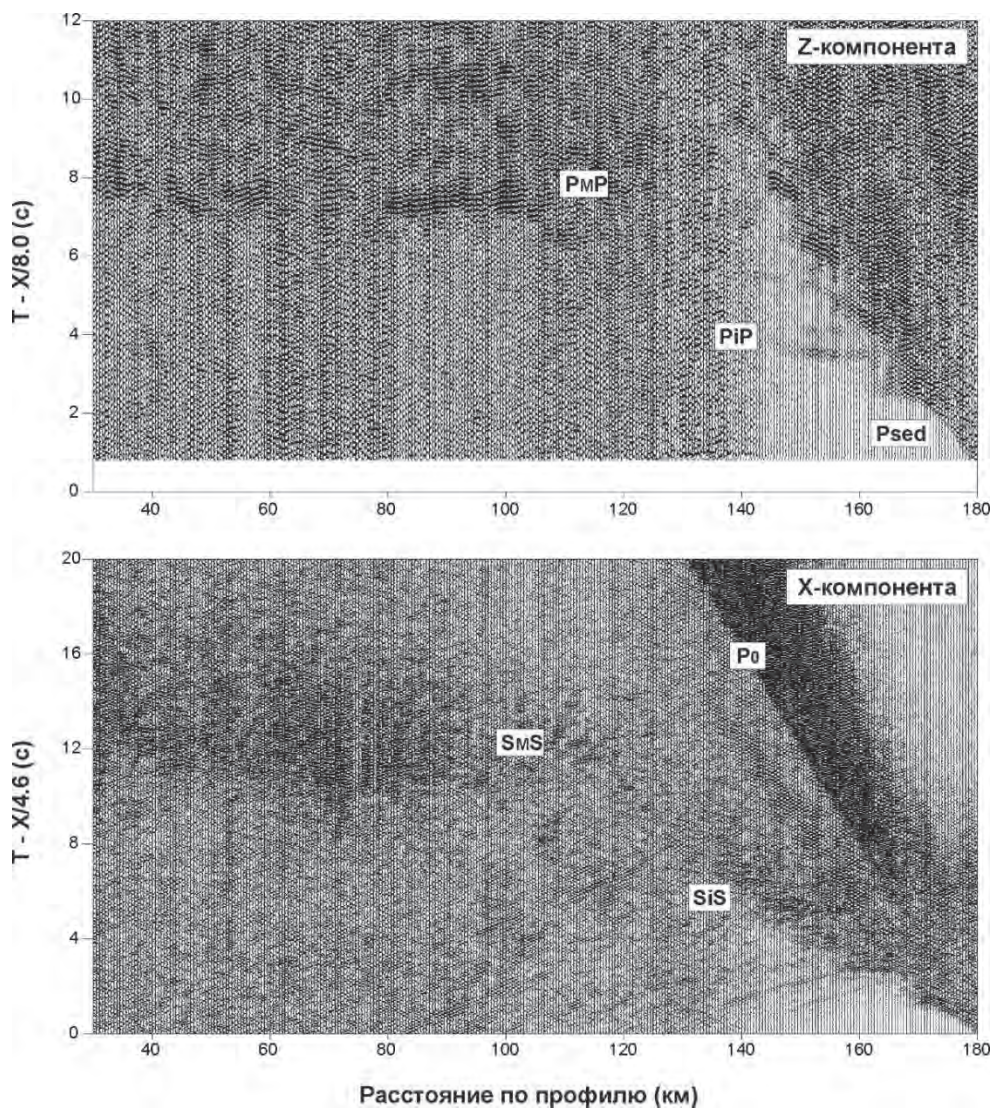 12
Z-компонента
10
8
PMP
6
T - X/8.0 (с)
4
PiP
2
Psed
0
40 60 80 100 120 140 160 180
20
X-компонента
16
P0
12
SMS
T - X/4.6 (с)
8
SiS
4
0
40 60 80 100 120 140 160 180
Расстояние по профилю (км)